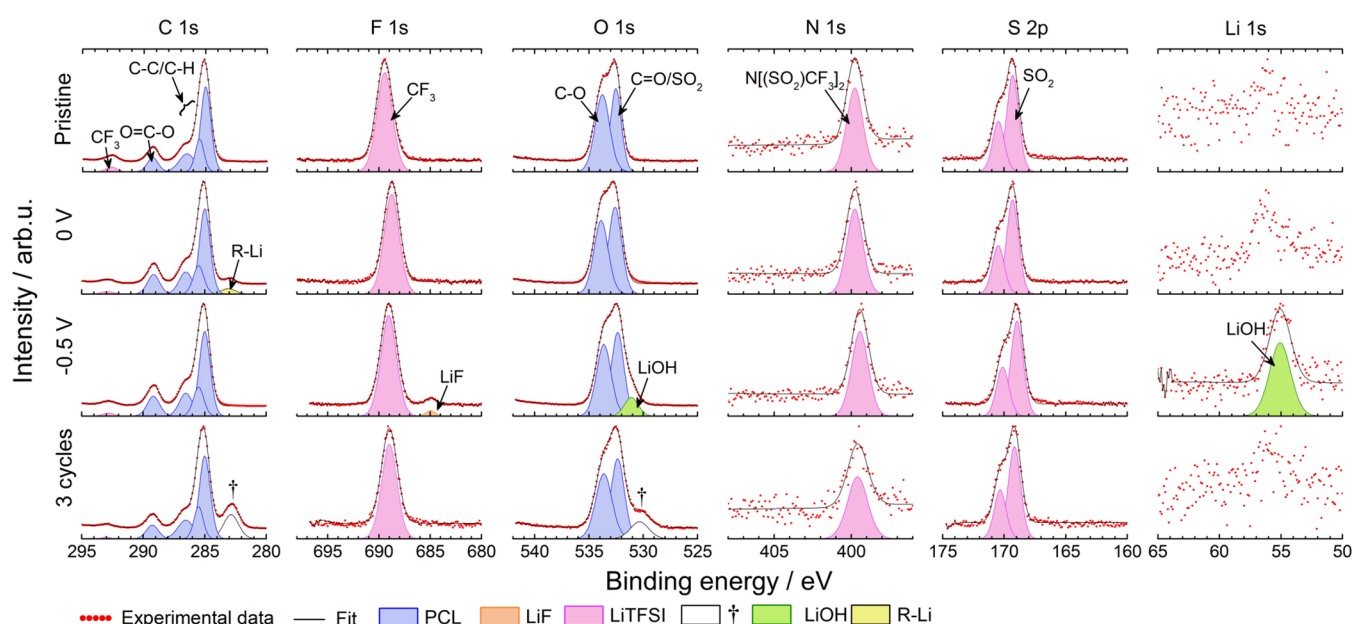 C 1s F 1s O 1s N 1s S 2p Li 1s
Intensity / arb.u.
Pristine
C-C/C-H
CF₃
O=C-O
CF₃
C-O
C=O/SO₂
N[(SO₂)CF₃]₂
SO₂
0 V
R-Li
-0.5 V
LiF
LiOH
LiOH
3 cycles
†
†
295 290 285 280 695 690 685 680 540 535 530 525 405 400 175 170 165 160 65 60 55 50
Binding energy / eV
Experimental data Fit PCL LiF LiTFSI † LiOH R-Li